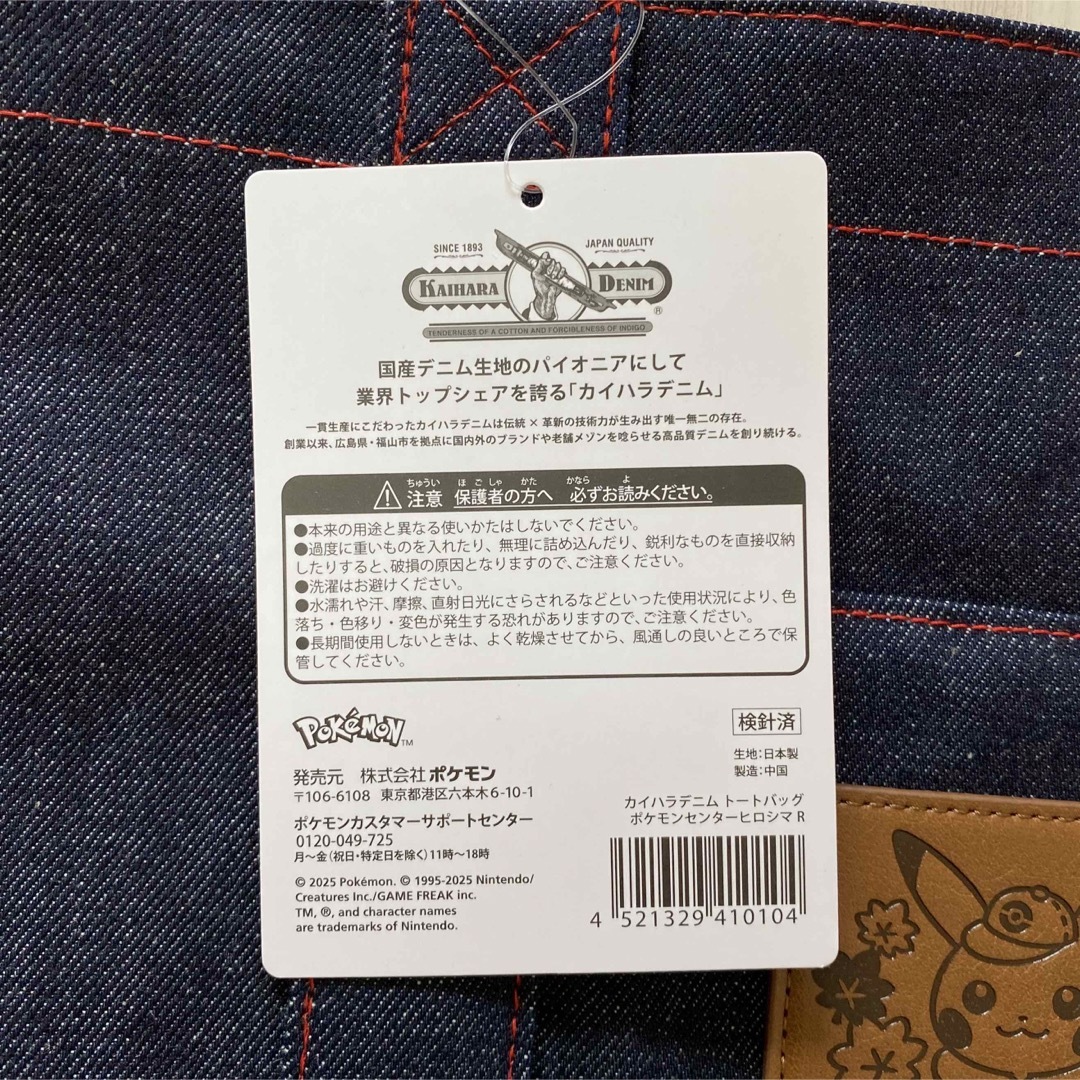 SINCE 1893
JAPAN QUALITY
KAIHARA DENIM
®
TENDERNESS OF A COTTON AND FORCIBLENESS OF INDIGO
国産デニム生地のパイオニアにして
業界トップシェアを誇る「カイハラデニム」
一貫生産にこだわったカイハラデニムは伝統 × 革新の技術力が生み出す唯一無二の存在。
創業以来、広島県・福山市を拠点に国内外のブランドや老舗メゾンを唸らせる高品質デニムを創り続ける。
ちゅうい ほごしゃ かた かなら よ
注意 保護者の方へ 必ずお読みください。
●本来の用途と異なる使いかたはしないでください。
●過度に重いものを入れたり、無理に詰め込んだり、鋭利なものを直接収納
したりすると、破損の原因となりますので、ご注意ください。
●洗濯はお避けください。
●水濡れや汗、摩擦、直射日光にさらされるなどといった使用状況により、色
落ち・色移り・変色が発生する恐れがありますので、ご注意ください。
●長期間使用しないときは、よく乾燥させてから、風通しの良いところで保
管してください。
POKéMON™
検針済
生地:日本製
製造:中国
発売元 株式会社ポケモン
〒106-6108 東京都港区六本木6-10-1
ポケモンカスタマーサポートセンター
0120-049-725
月〜金(祝日・特定日を除く)11時〜18時
カイハラデニム トートバッグ
ポケモンセンターヒロシマ R
© 2025 Pokémon. © 1995-2025 Nintendo/
Creatures Inc./GAME FREAK inc.
TM, ®, and character names
are trademarks of Nintendo.
4 521329 410104